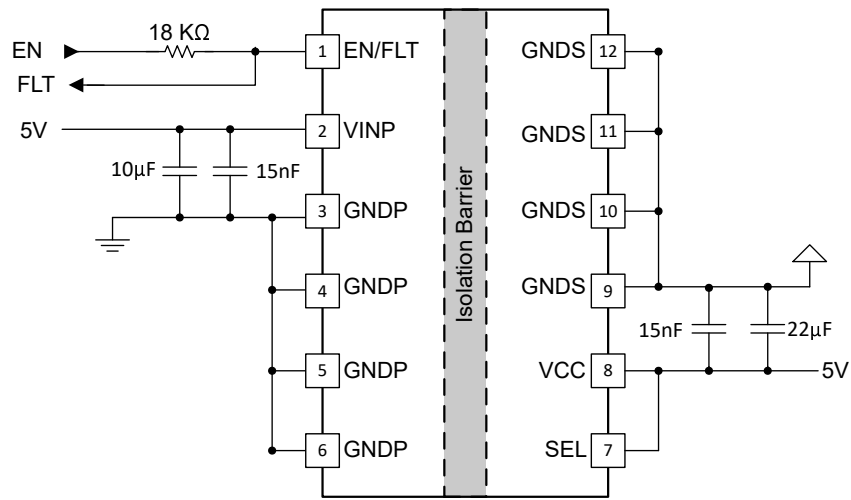 18 KΩ
EN 1 EN/FLT GNDS 12
FLT
5V 2 VINP GNDS 11
10µF 15nF
3 GNDP GNDS 10
4 GNDP GNDS 9
Isolation Barrier
15nF 22µF
5 GNDP VCC 8 5V
6 GNDP SEL 7